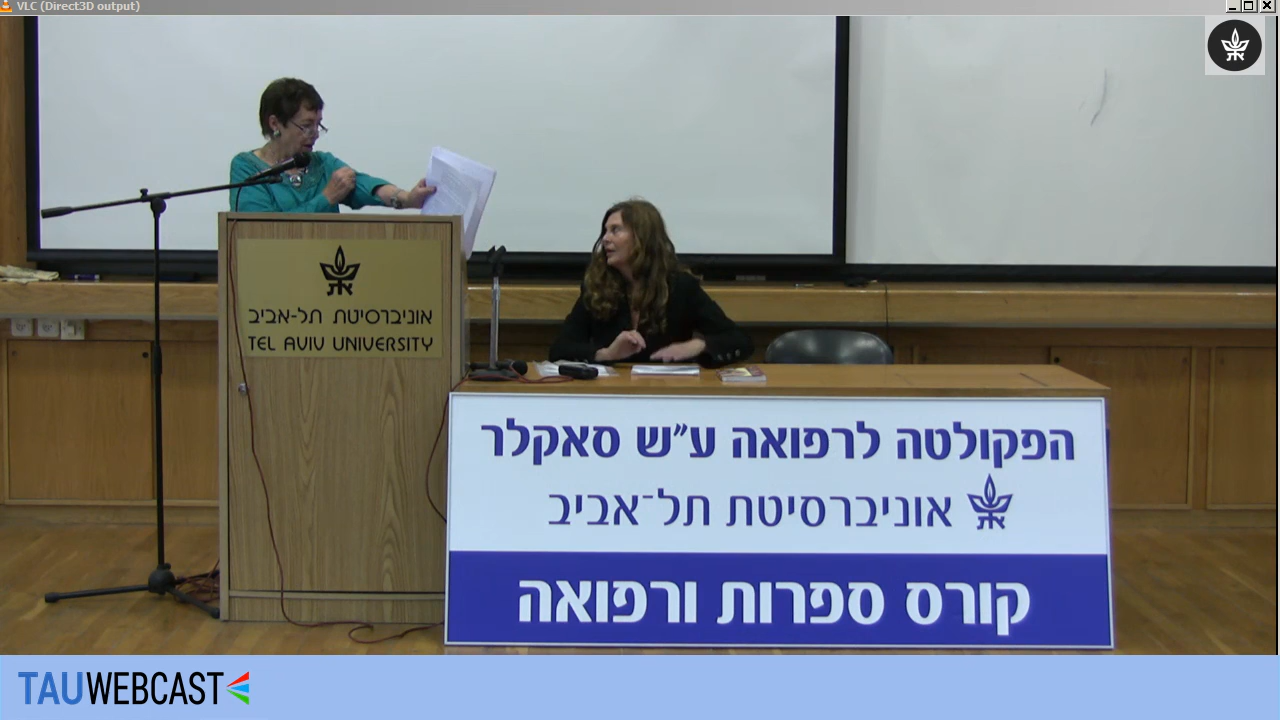 VLC (Direct3D output)
אוניברסיטת תל-אביב
TEL AVIV UNIVERSITY
הפקולטה לרפואה ע״ש סאקלר
אוניברסיטת תל־אביב
קורס ספרות ורפואה
TAUWEBCAST